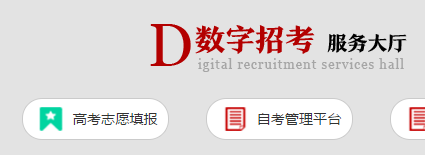 D 数字招考 服务大厅
igital recruitment services hall
高考志愿填报 自考管理平台